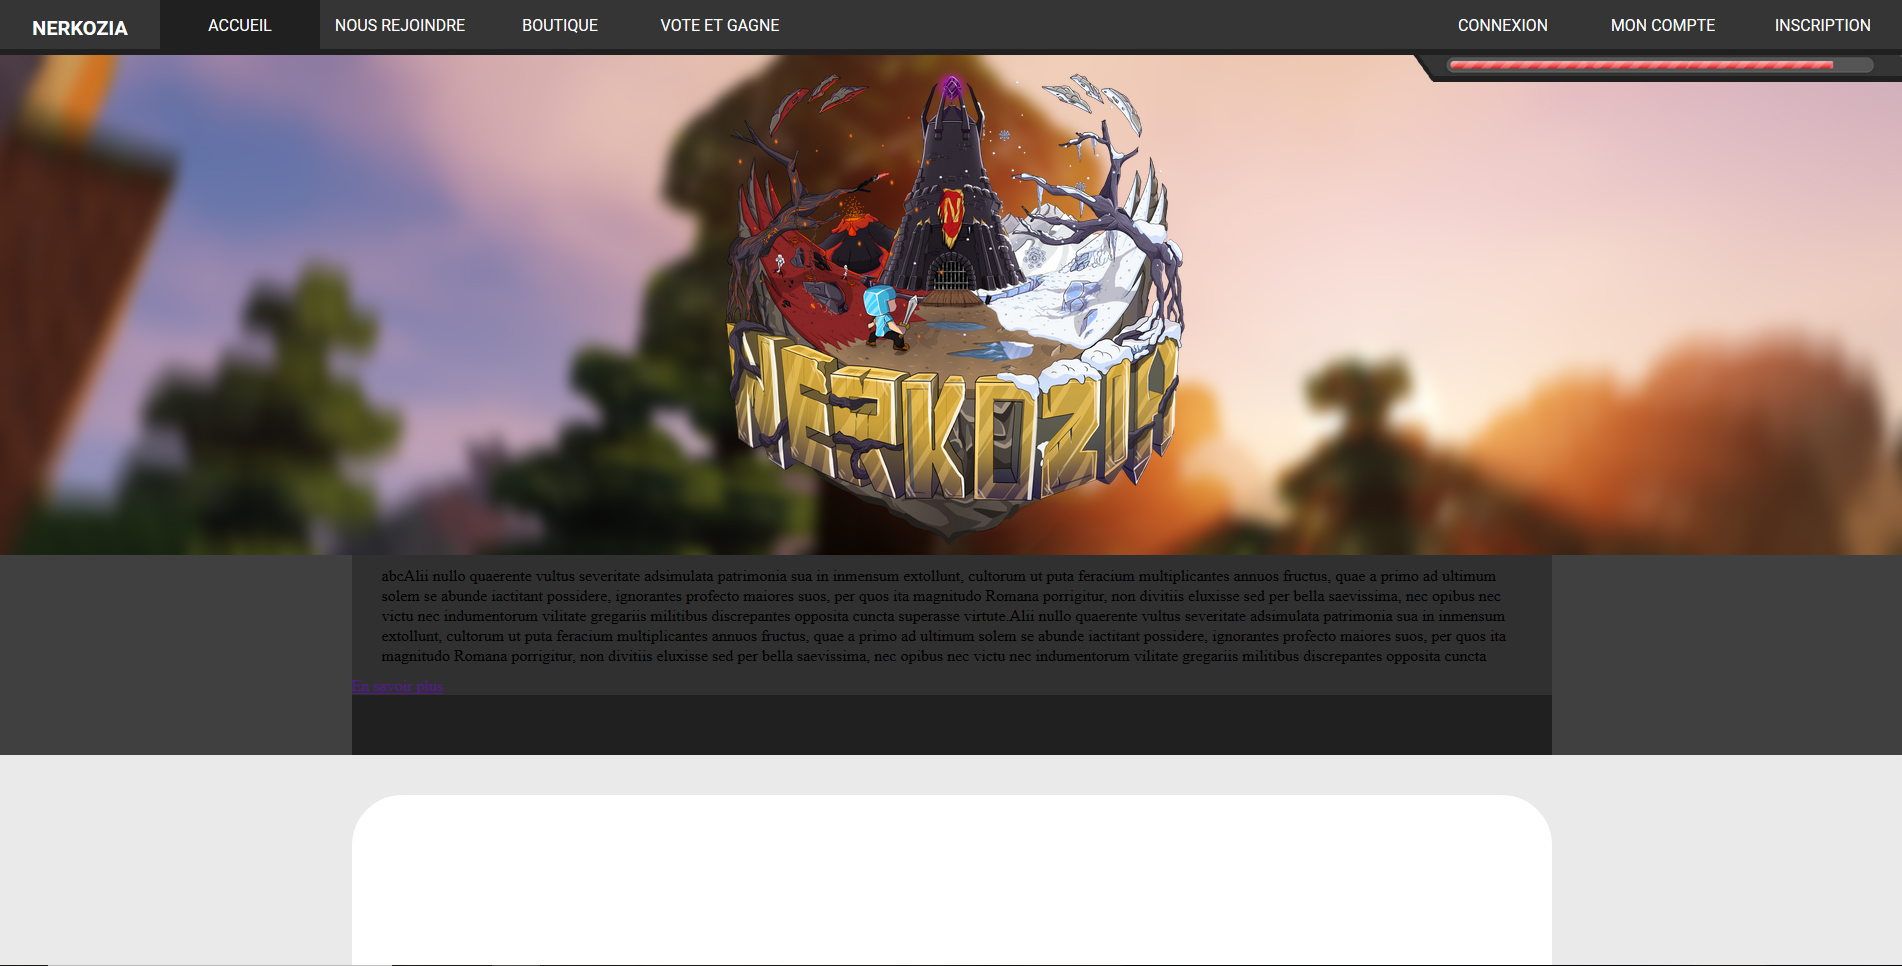 NERKOZIA
ACCUEIL
NOUS REJOINDRE
BOUTIQUE
VOTE ET GAGNE
CONNEXION
MON COMPTE
INSCRIPTION
N
NERKOZIA
abcAlii nullo quaerente vultus severitate adsimulata patrimonia sua in inmensum extollunt, cultorum ut puta feracium multiplicantes annuos fructus, quae a primo ad ultimum
solem se abunde iactitant possidere, ignorantes profecto maiores suos, per quos ita magnitudo Romana porrigitur, non divitiis eluxisse sed per bella saevissima, nec opibus nec
victu nec indumentorum vilitate gregariis militibus discrepantes opposita cuncta superasse virtute.Alii nullo quaerente vultus severitate adsimulata patrimonia sua in inmensum
extollunt, cultorum ut puta feracium multiplicantes annuos fructus, quae a primo ad ultimum solem se abunde iactitant possidere, ignorantes profecto maiores suos, per quos ita
magnitudo Romana porrigitur, non divitiis eluxisse sed per bella saevissima, nec opibus nec victu nec indumentorum vilitate gregariis militibus discrepantes opposita cuncta
En savoir plus